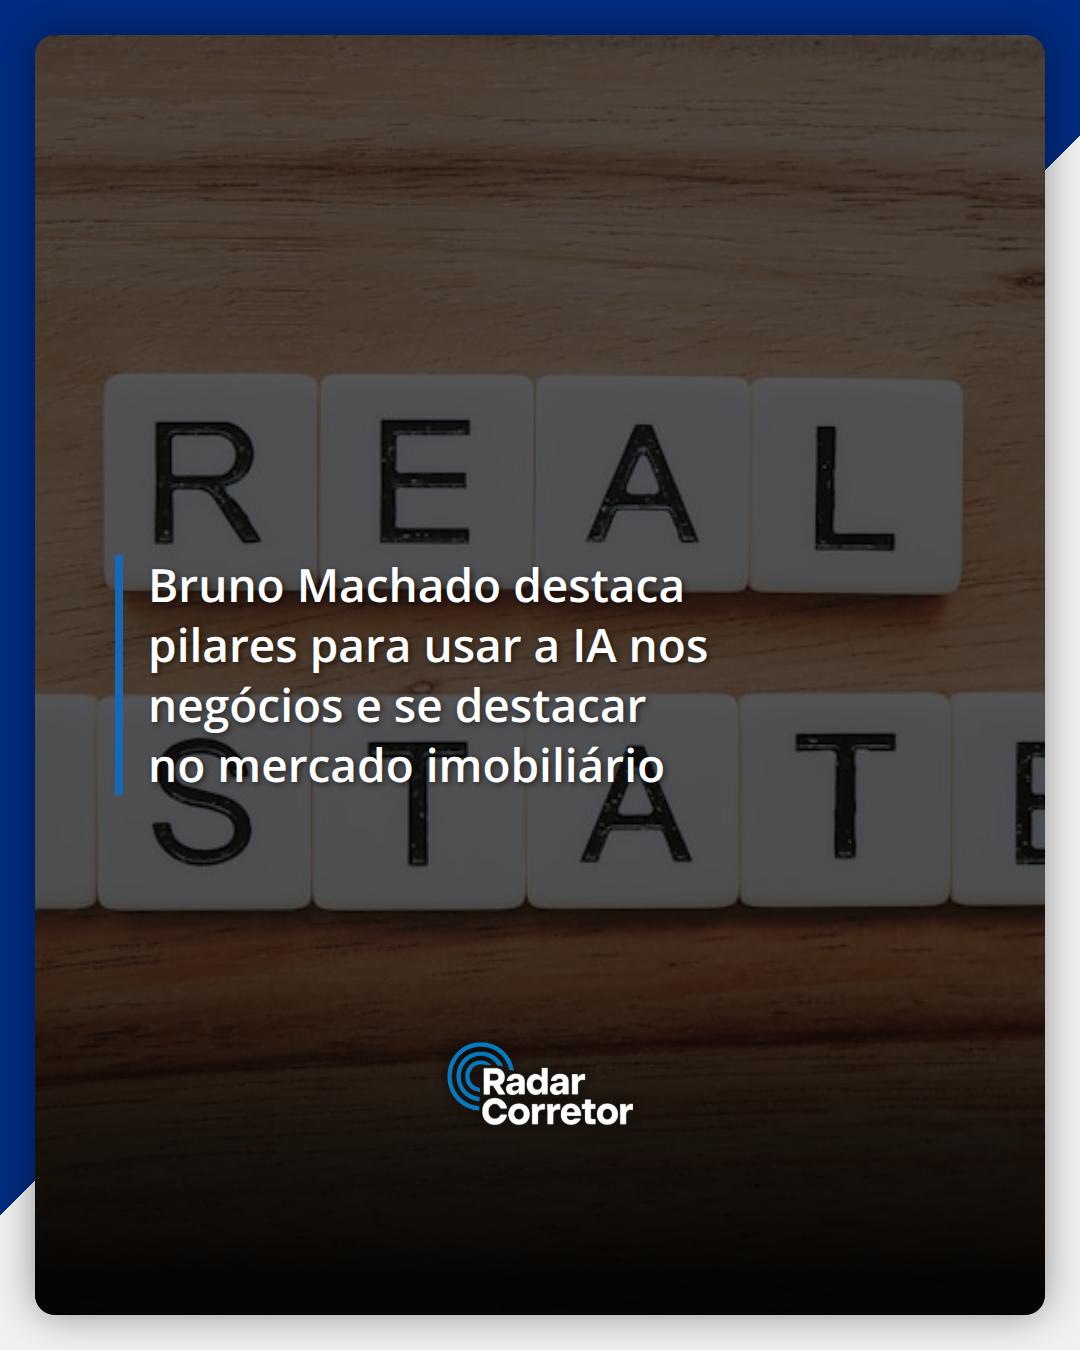 REAL
Bruno Machado destaca
pilares para usar a IA nos
negócios e se destacar
no mercado imobiliário
STATE
Radar
Corretor